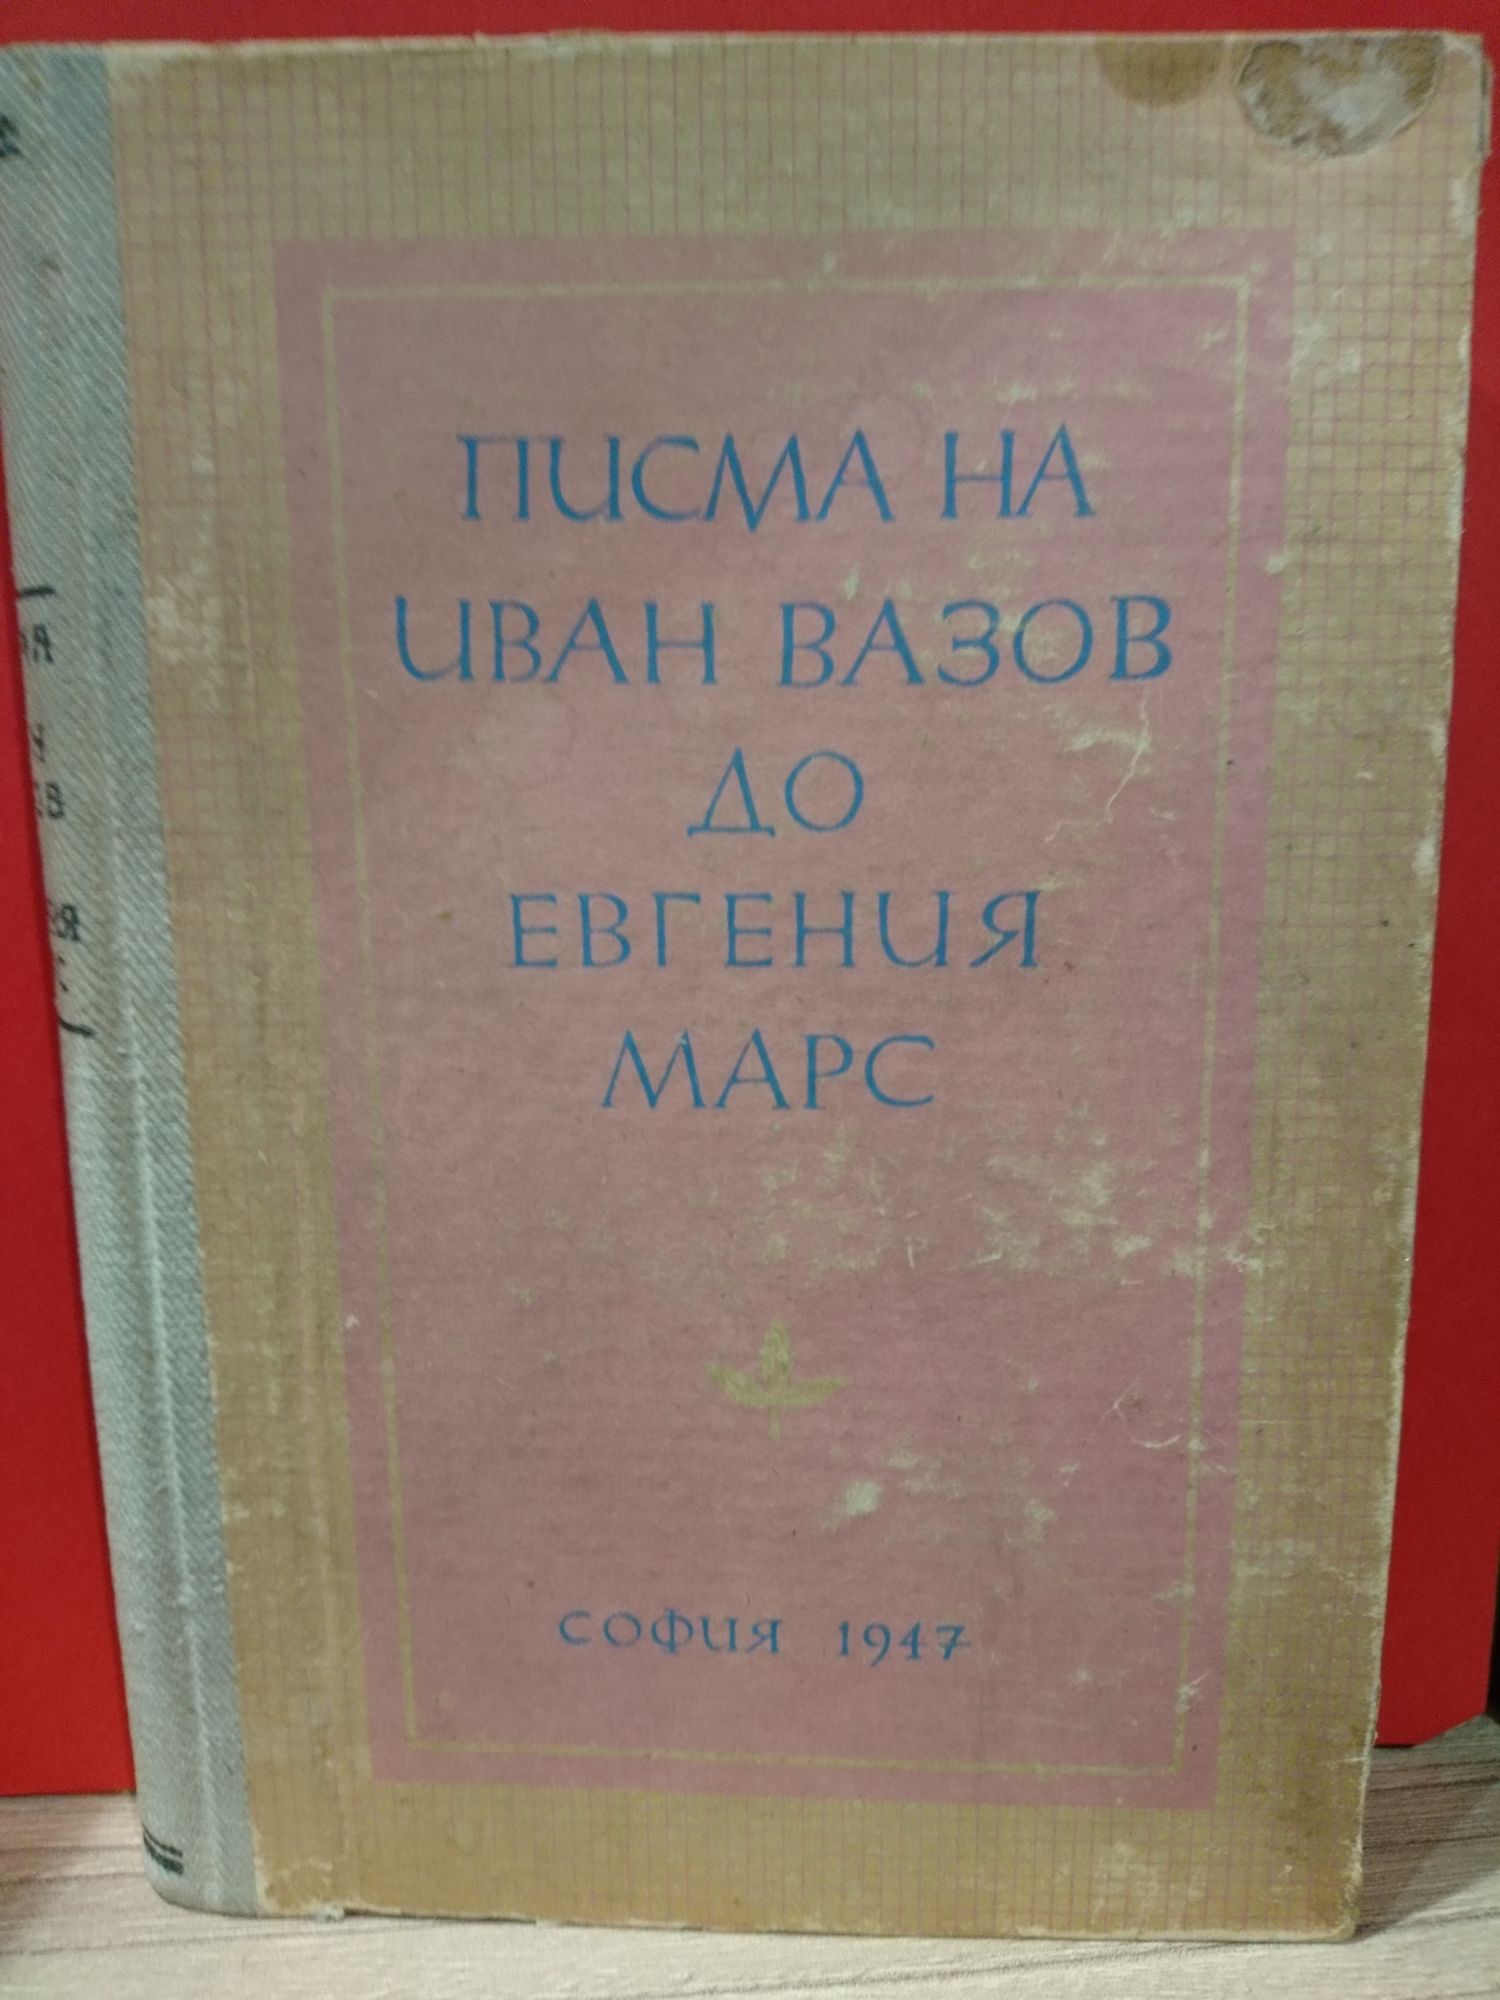 ПИСМА НА
ИВАН ВАЗОВ
ДО
ЕВГЕНИЯ
МАРС
СОФИЯ 1947